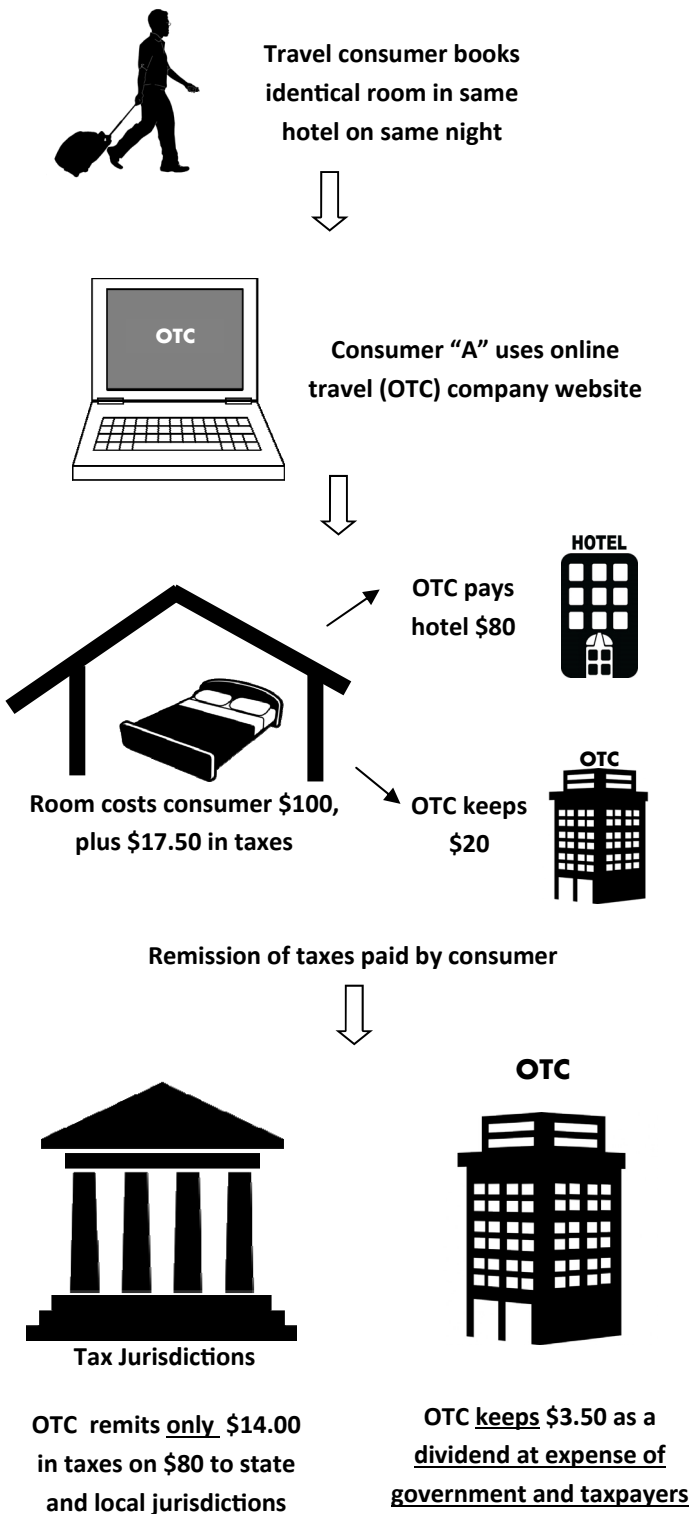 Travel consumer books
identical room in same
hotel on same night
OTC
Consumer “A” uses online
travel (OTC) company website
HOTEL
OTC pays
hotel $80
OTC
Room costs consumer $100,
plus $17.50 in taxes
OTC keeps
$20
Remission of taxes paid by consumer
OTC
Tax Jurisdictions
OTC remits only $14.00
in taxes on $80 to state
and local jurisdictions
OTC keeps $3.50 as a
dividend at expense of
government and taxpayers